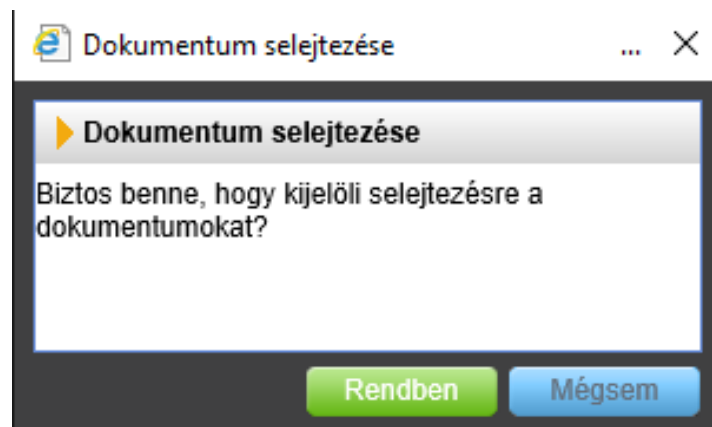 Dokumentum selejtezése ...
Dokumentum selejtezése
Biztos benne, hogy kijelöli selejtezésre a
dokumentumokat?
Rendben Mégsem